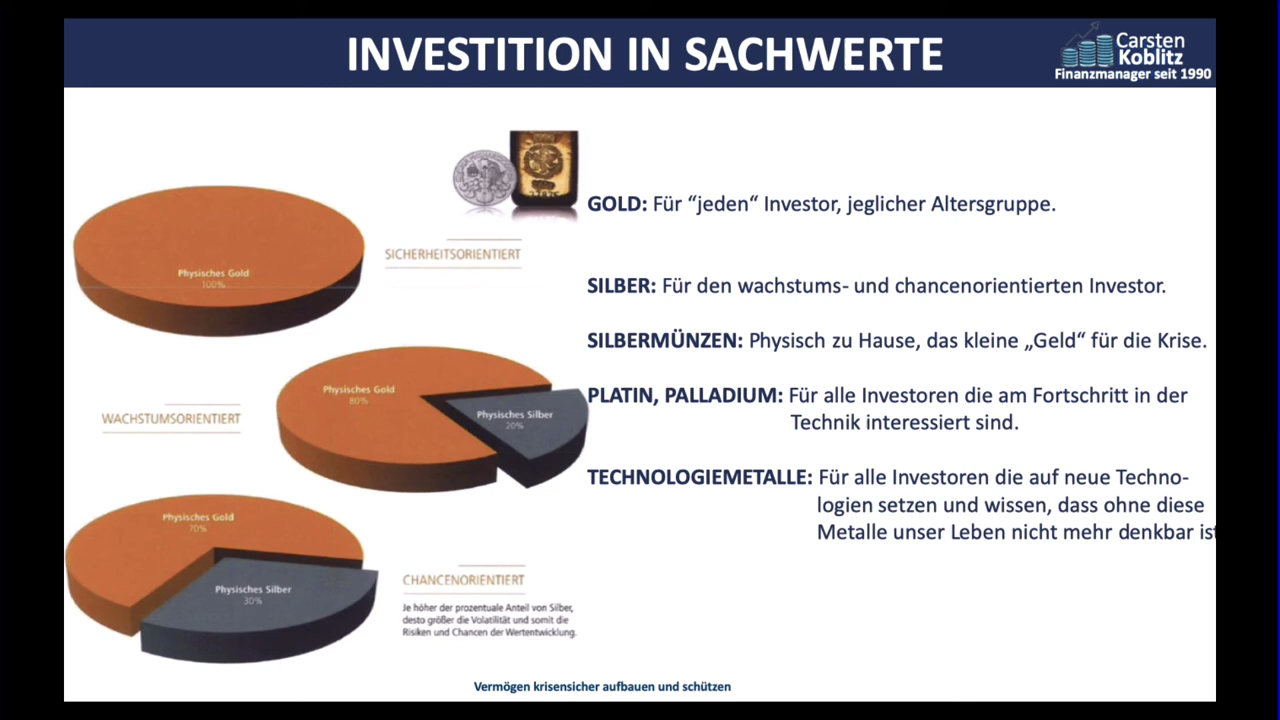 INVESTITION IN SACHWERTE
Carsten
Koblitz
Finanzmanager seit 1990
Physisches Gold
100%
SICHERHEITSORIENTIERT
GOLD: Für “jeden“ Investor, jeglicher Altersgruppe.
SILBER: Für den wachstums- und chancenorientierten Investor.
SILBERMÜNZEN: Physisch zu Hause, das kleine „Geld“ für die Krise.
PLATIN, PALLADIUM: Für alle Investoren die am Fortschritt in der
Technik interessiert sind.
TECHNOLOGIEMETALLE: Für alle Investoren die auf neue Techno-
logien setzen und wissen, dass ohne diese
Metalle unser Leben nicht mehr denkbar ist
WACHSTUMSORIENTIERT
Physisches Gold
80%
Physisches Silber
20%
Physisches Gold
70%
Physisches Silber
30%
CHANCENORIENTIERT
Je höher der prozentuale Anteil von Silber,
desto größer die Volatilität und somit die
Risiken und Chancen der Wertentwicklung.
Vermögen krisensicher aufbauen und schützen